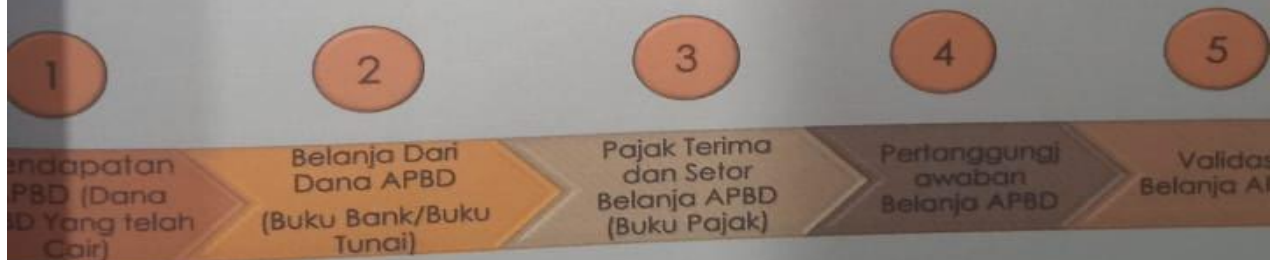 1
2
3
4
5
endapatan
PBD (Dana
BD Yang telah
Cair)
Belanja Dari
Dana APBD
(Buku Bank/Buku
Tunai)
Pajak Terima
dan Setor
Belanja APBD
(Buku Pajak)
Pertanggungj
awaban
Belanja APBD
Validas
Belanja A